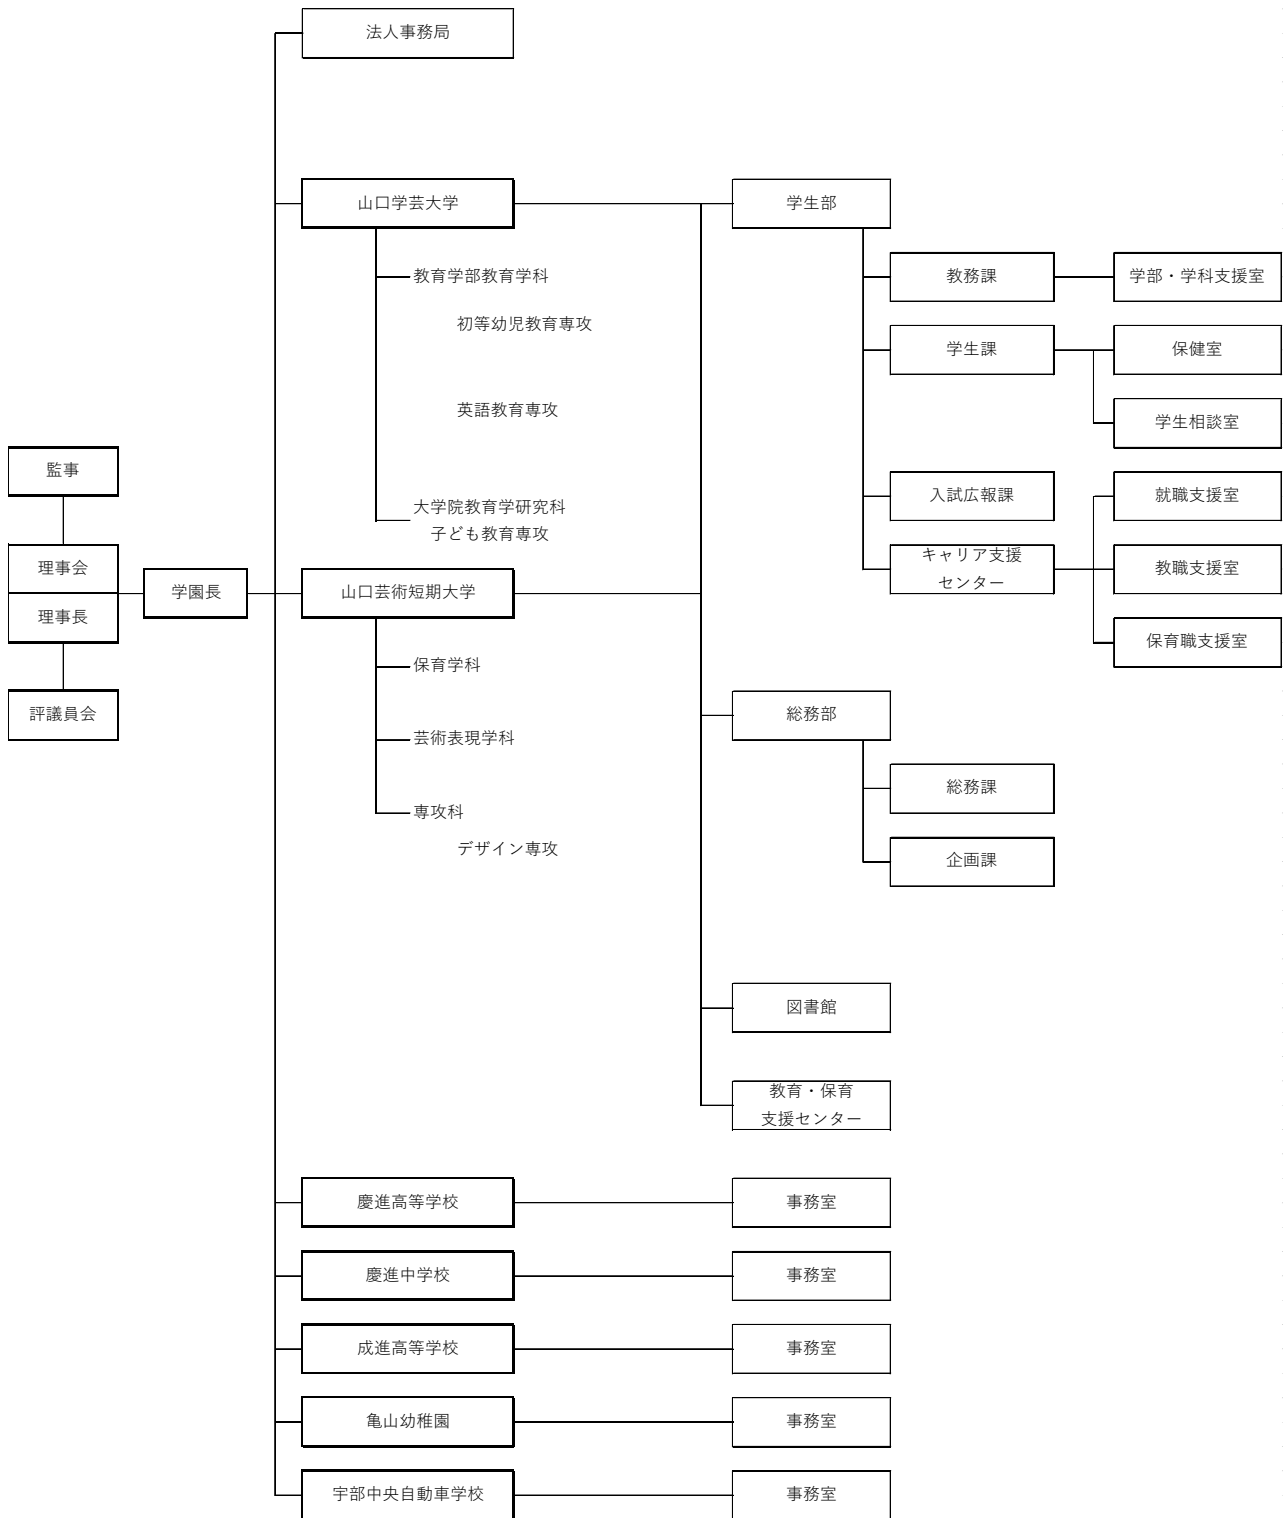 法人事務局
山口学芸大学
学生部
教育学部教育学科
教務課
学部・学科支援室
初等幼児教育専攻
学生課
保健室
英語教育専攻
学生相談室
監事
大学院教育学研究科
子ども教育専攻
入試広報課
就職支援室
理事会
理事長
学園長
山口芸術短期大学
キャリア支援
センター
教職支援室
保育職支援室
保育学科
評議員会
芸術表現学科
総務部
専攻科
総務課
デザイン専攻
企画課
図書館
教育・保育
支援センター
慶進高等学校
事務室
慶進中学校
事務室
成進高等学校
事務室
亀山幼稚園
事務室
宇部中央自動車学校
事務室